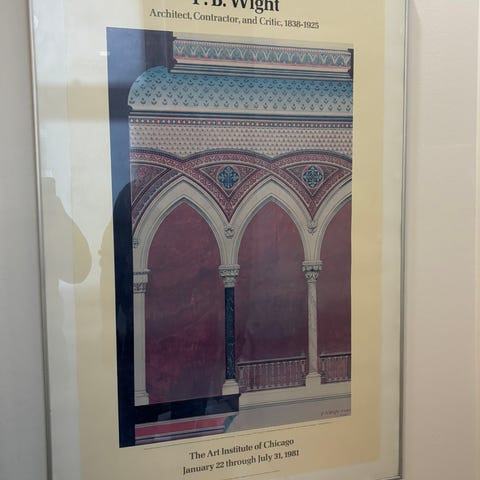 P. B. Wight
Architect, Contractor, and Critic, 1838-1925
The Art Institute of Chicago
January 22 through July 31, 1981